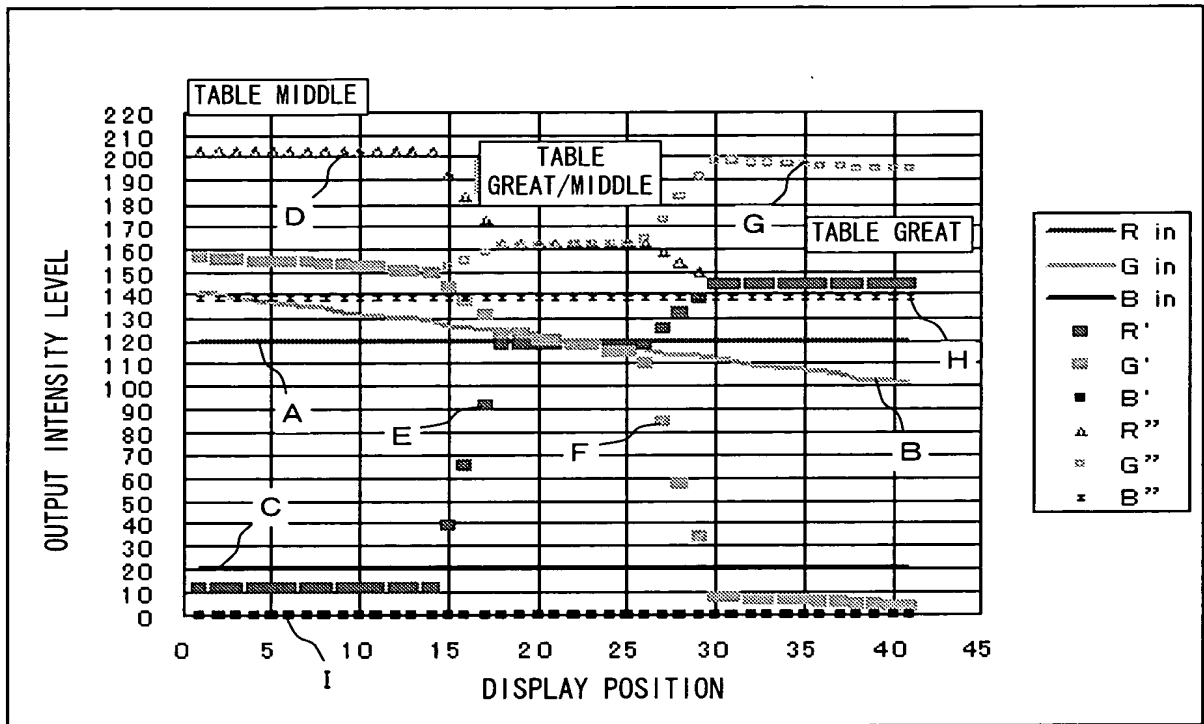 TABLE MIDDLE
220
210
200
190
180
170
160
150
140
130
120
110
100
90
80
70
60
50
40
30
20
10
0
OUTPUT INTENSITY LEVEL
TABLE
GREAT/MIDDLE
TABLE GREAT
D
G
A
E
F
B
H
C
I
0 5 10 15 20 25 30 35 40 45
DISPLAY POSITION
R in
G in
B in
R'
G'
B'
R"
G"
B"